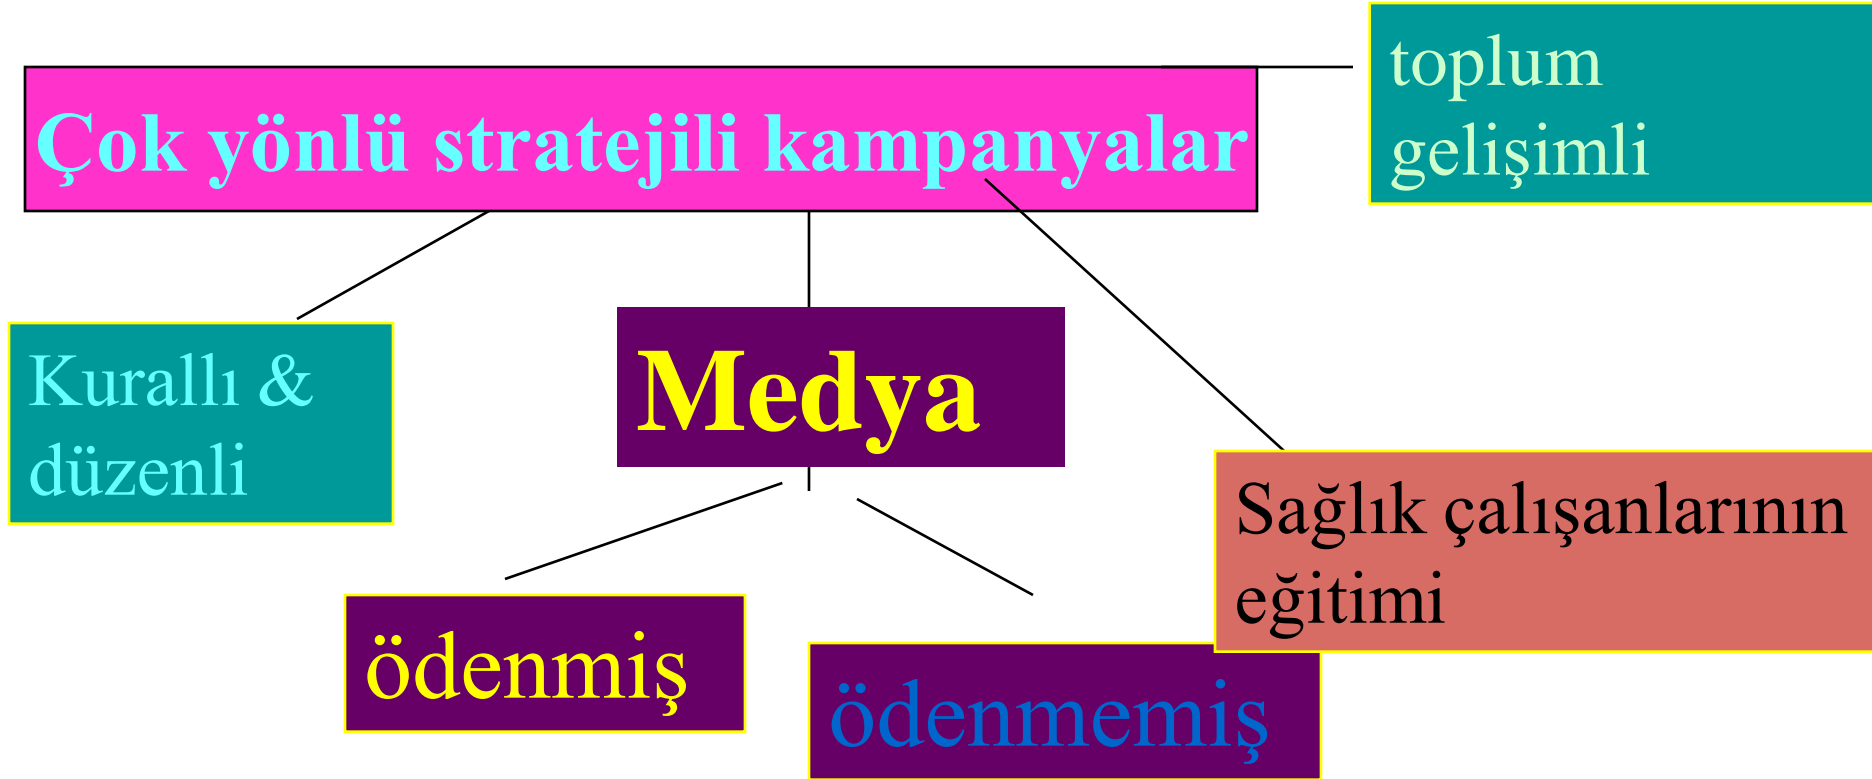 toplum
gelişimli
Çok yönlü stratejili kampanyalar
Kurallı &
düzenli
Medya
Sağlık çalışanlarının
eğitimi
ödenmiş
ödenmemiş